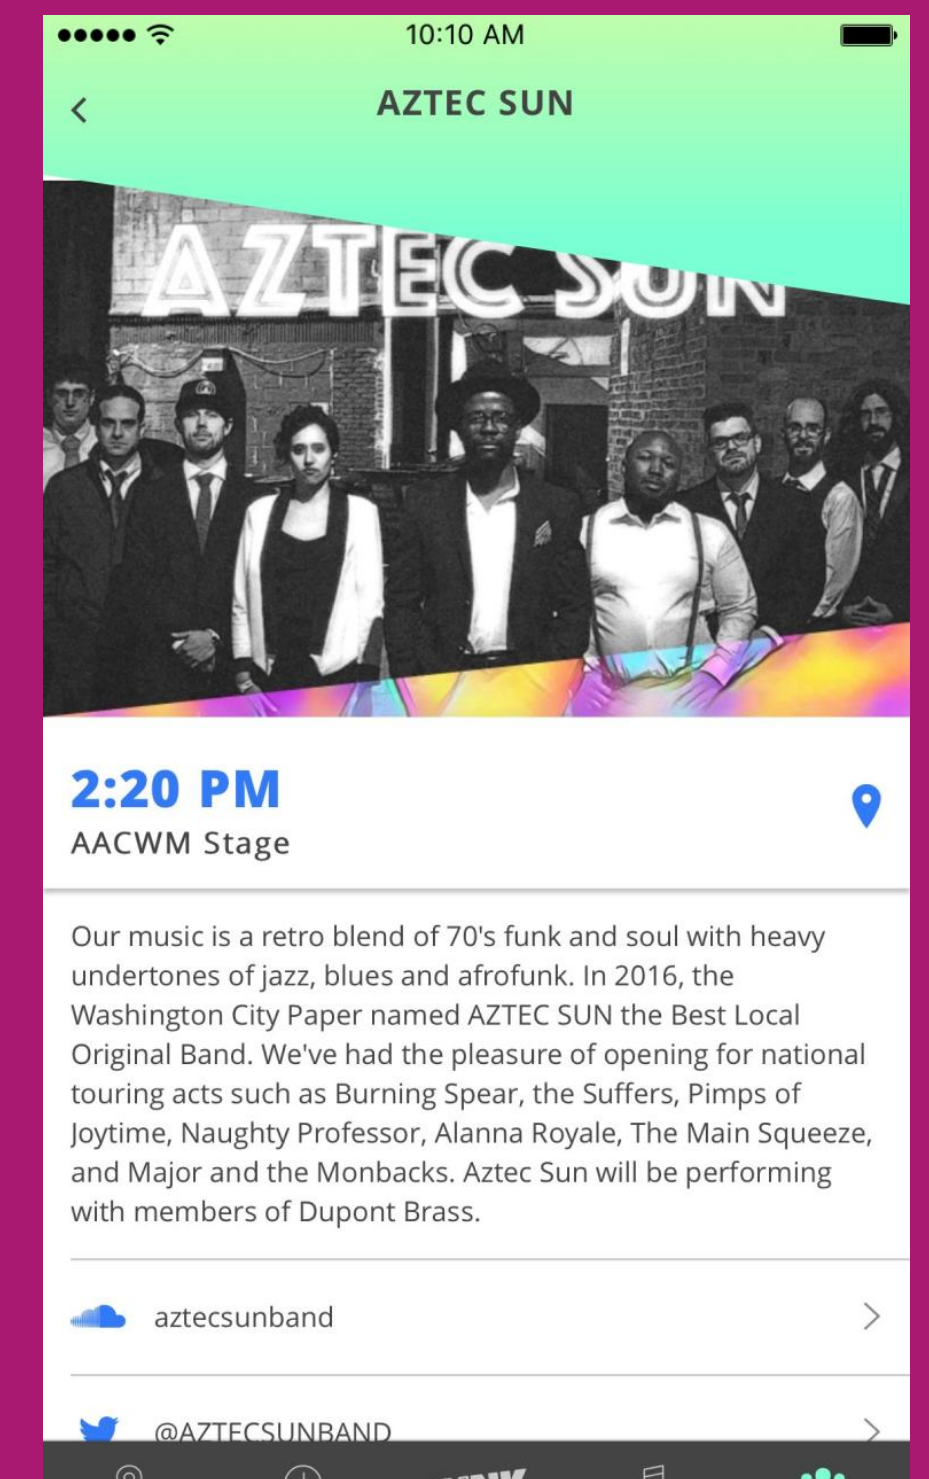 10:10 AM
AZTEC SUN
AZTEC SUN
2:20 PM
AACWM Stage
Our music is a retro blend of 70's funk and soul with heavy
undertones of jazz, blues and afrofunk. In 2016, the
Washington City Paper named AZTEC SUN the Best Local
Original Band. We've had the pleasure of opening for national
touring acts such as Burning Spear, the Suffers, Pimps of
Joytime, Naughty Professor, Alanna Royale, The Main Squeeze,
and Major and the Monbacks. Aztec Sun will be performing
with members of Dupont Brass.
aztecsunband
@AZTECSUNBAND